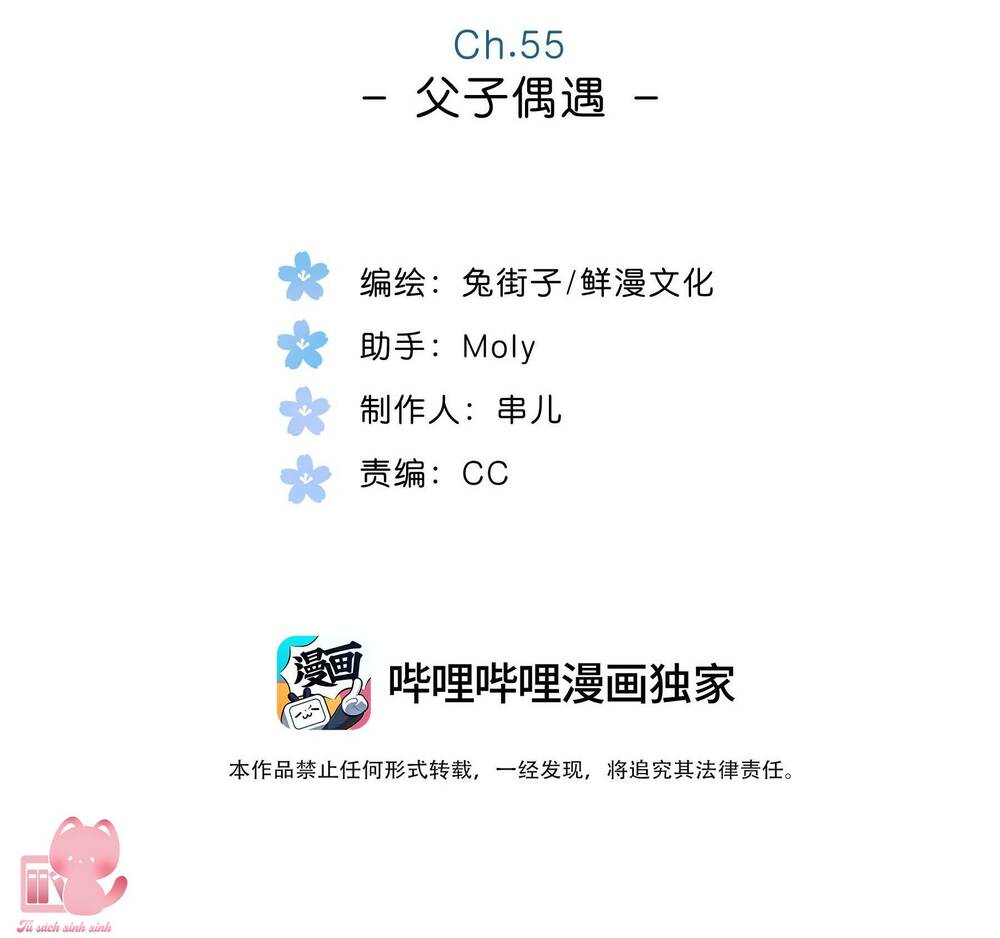 Ch.55
- 父子偶遇 -
编绘：兔街子/鲜漫文化
助手：Moly
制作人：串儿
责编：CC
漫画
哔哩哔哩漫画独家
本作品禁止任何形式转载，一经发现，将追究其法律责任。
Tủ sách xinh xinh